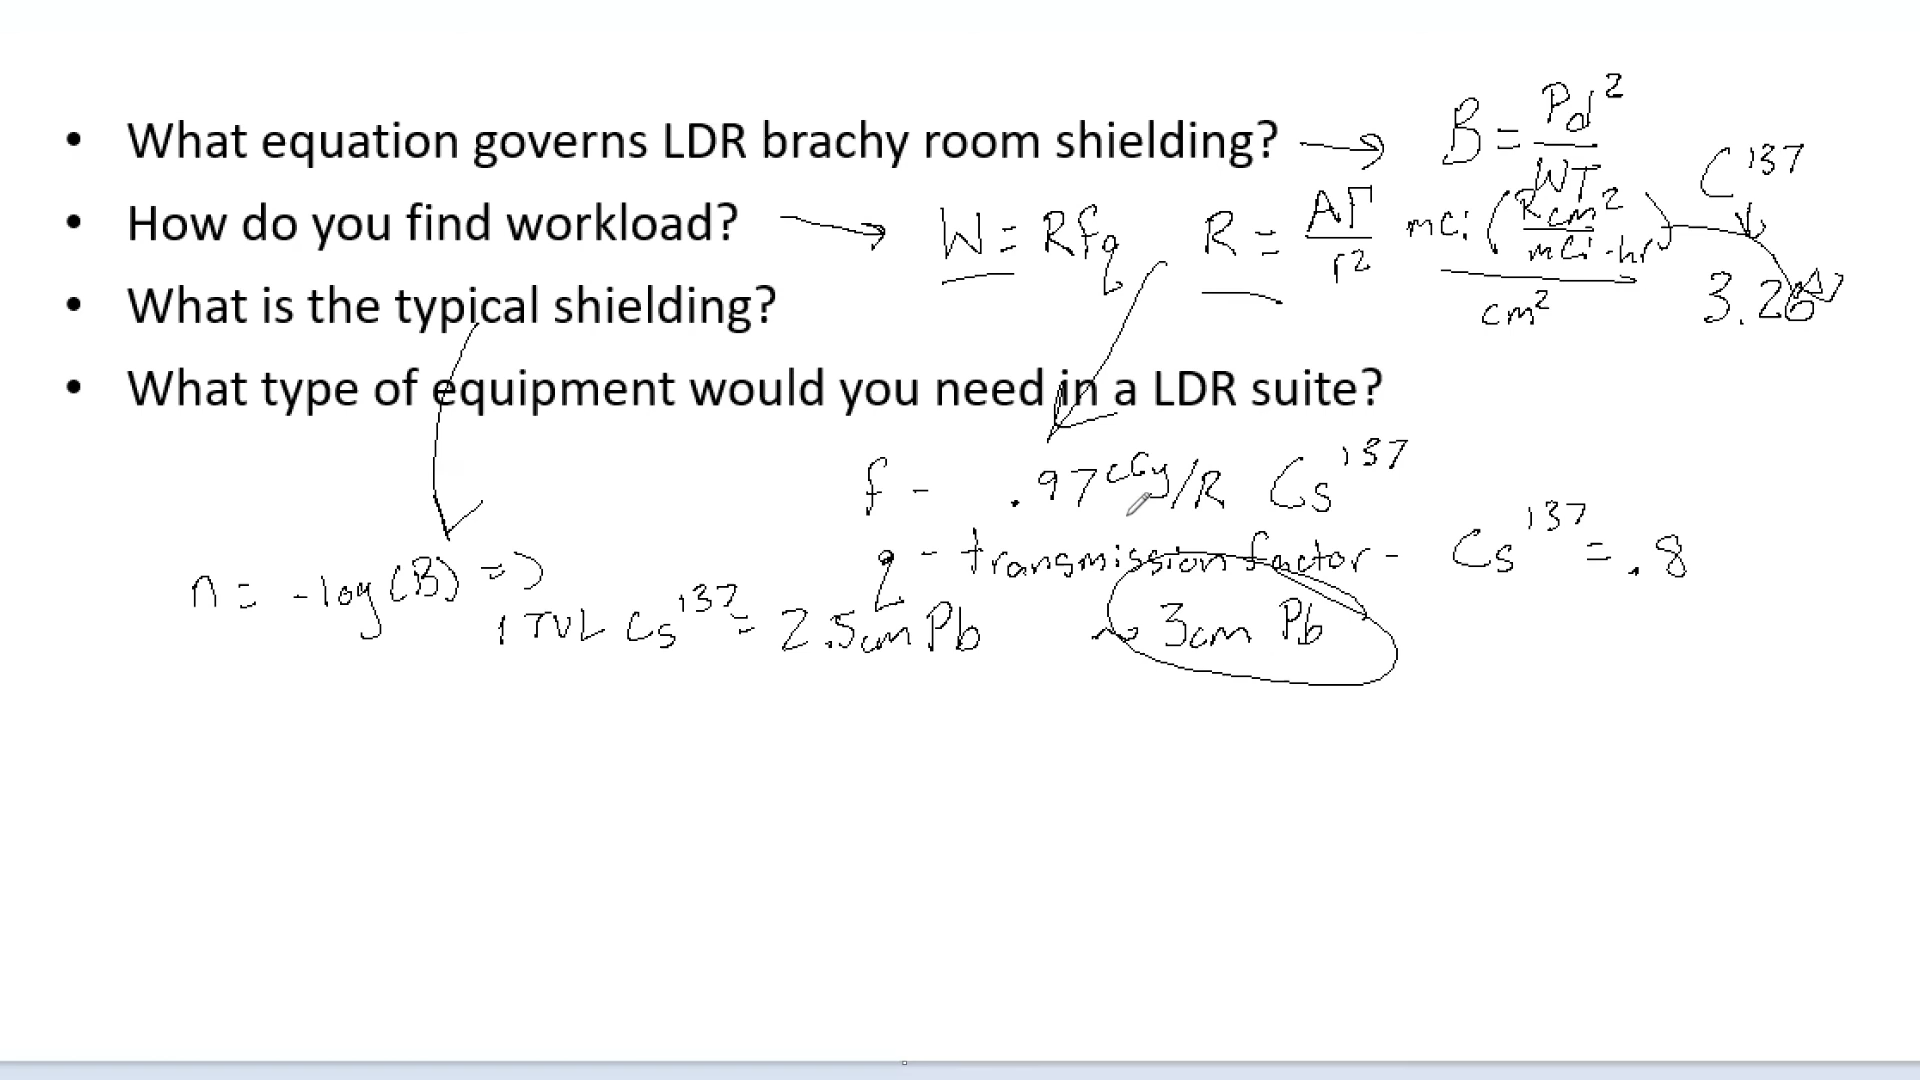 • What equation governs LDR brachy room shielding? → B = Pd²/WT
• How do you find workload? → W = Rfq R = AΓ/r² mCi (Rcm²/mCi-hr)/cm² C¹³⁷ 3.26
• What is the typical shielding?
• What type of equipment would you need in a LDR suite?
f - .97 cGy/R Cs¹³⁷
q - transmission factor - Cs¹³⁷ = .8
n = -log(B) =>
1 TVL Cs¹³⁷ = 2.5cm Pb ~ 3cm Pb